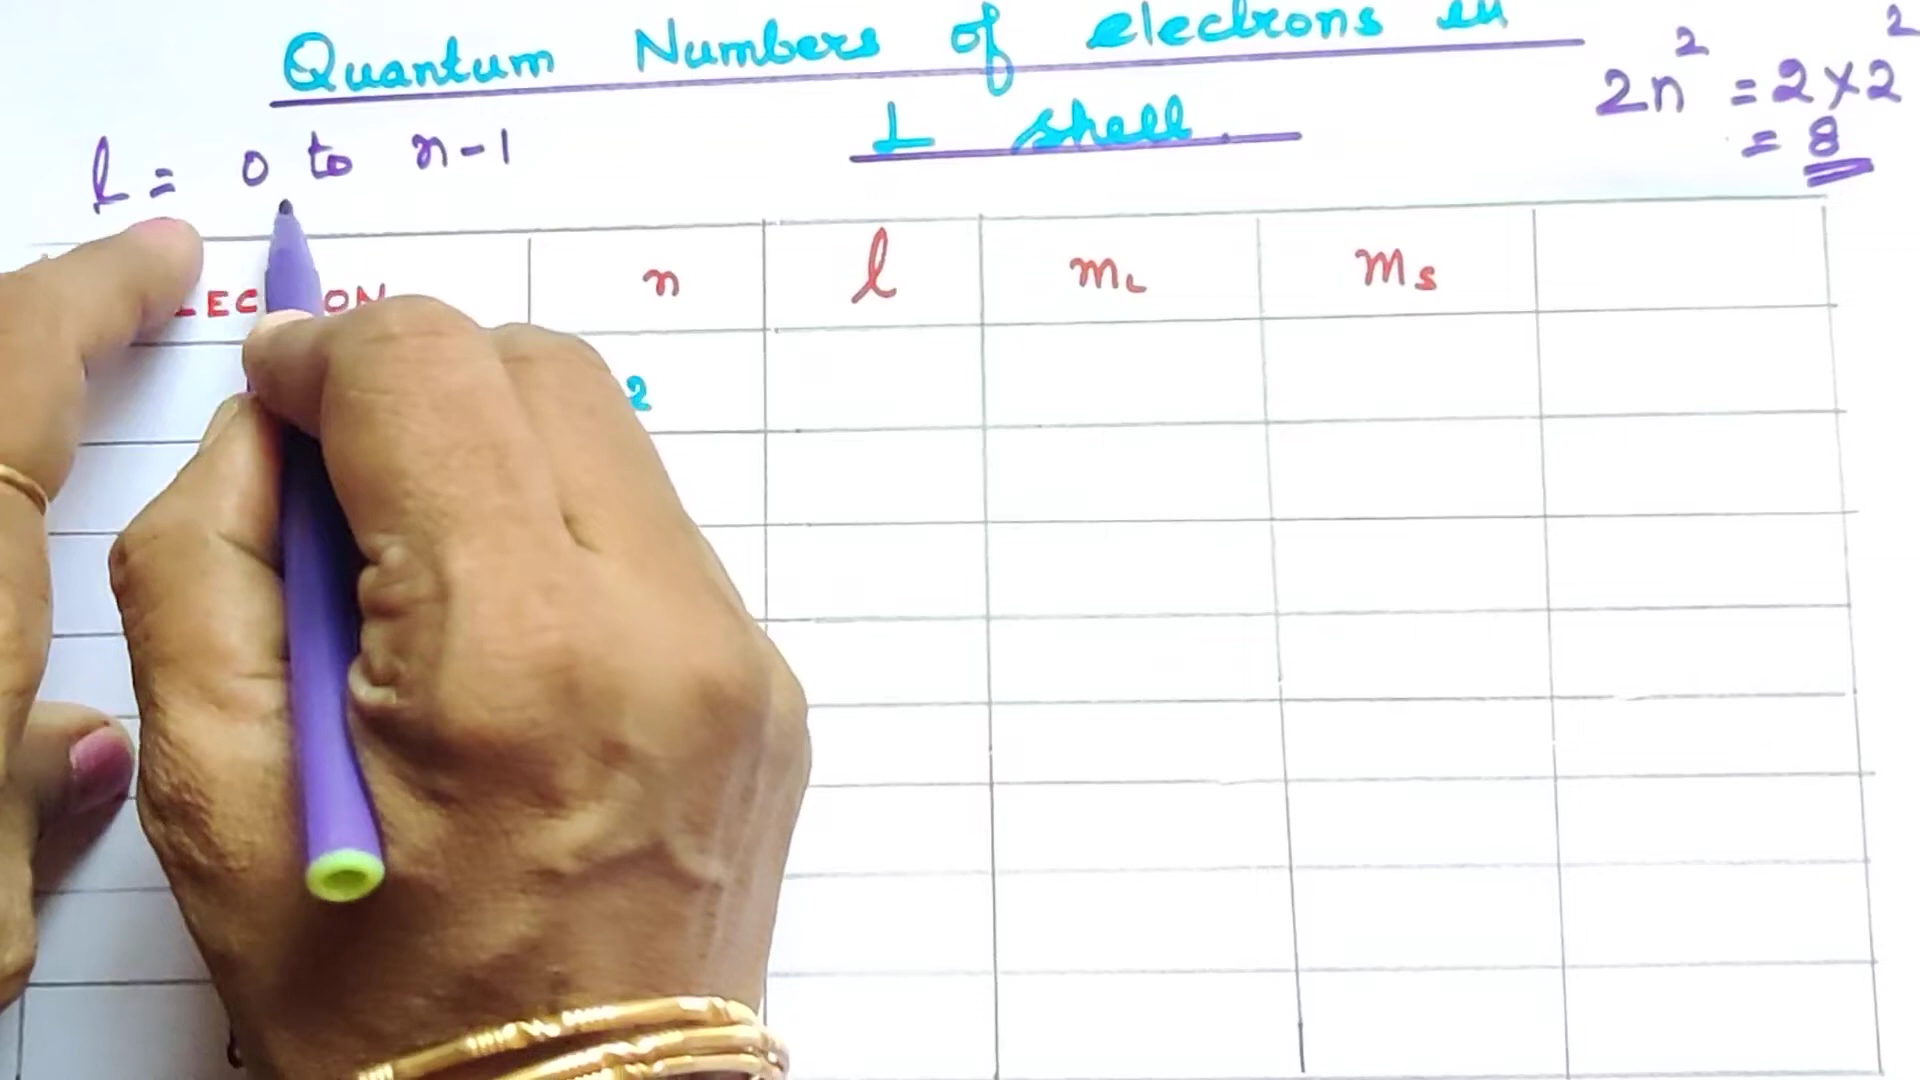 Quantum Numbers of electrons in
L shell.
2n² = 2×2²
= 8
l = 0 to n-1
n l mL ms
2